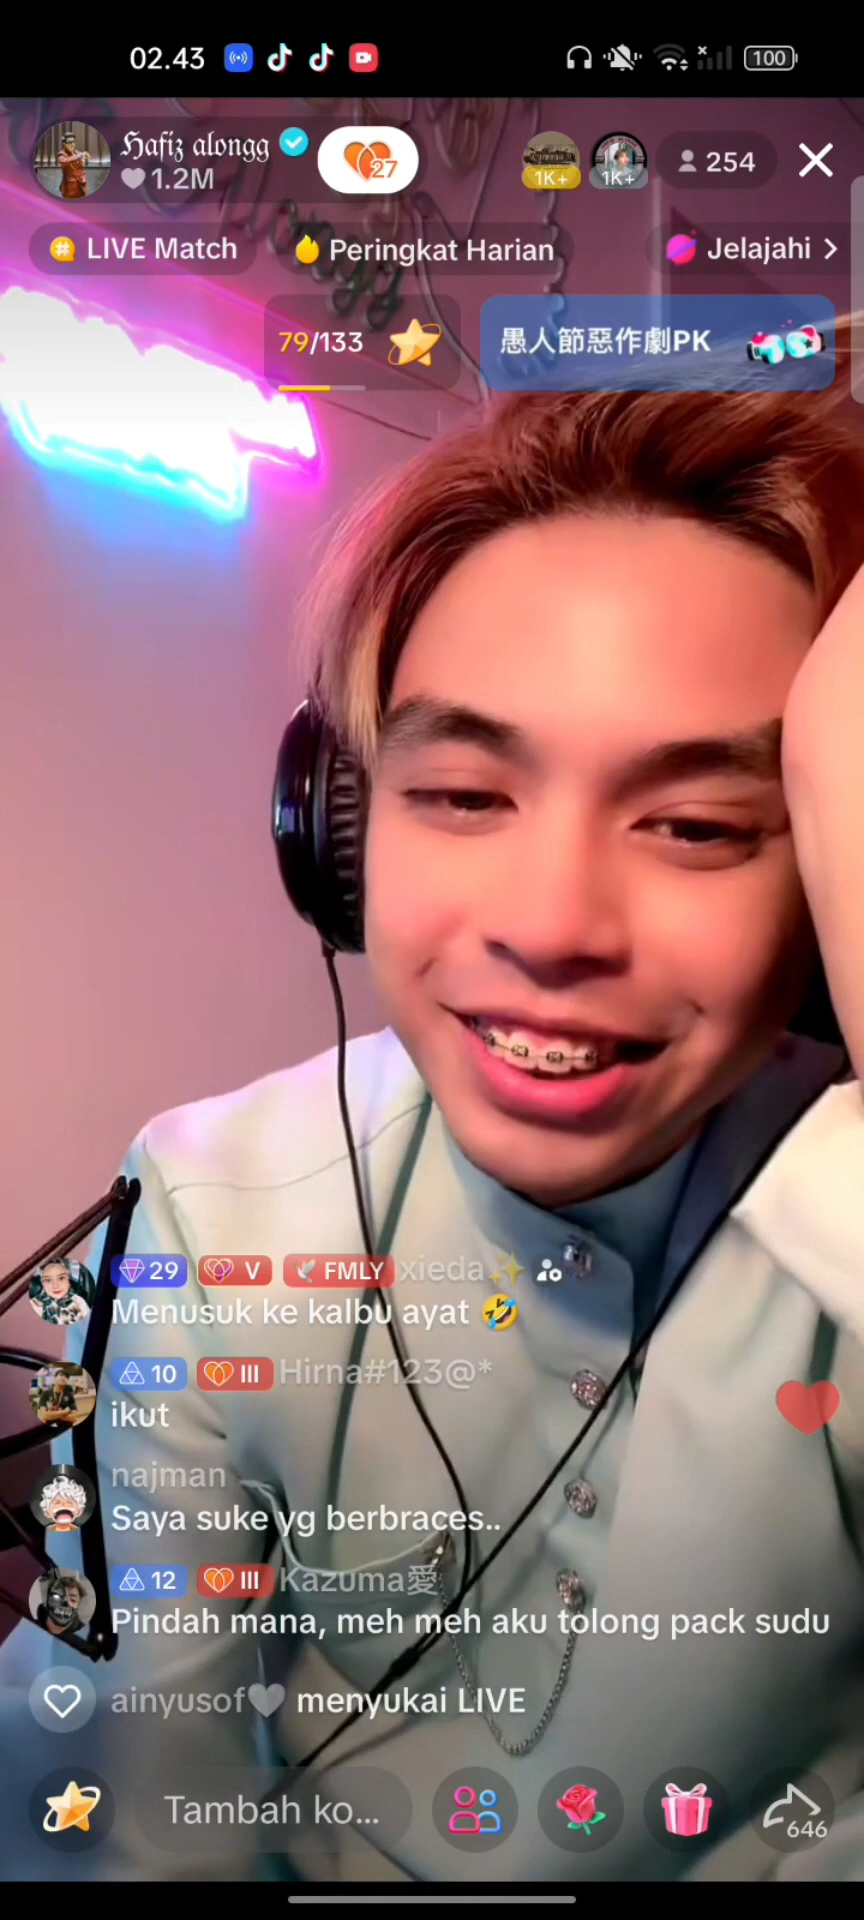 02.43
100
Hafiz alongg
1.2M
27
1K+
1K+
254
LIVE Match
Peringkat Harian
Jelajahi
79/133
愚人節惡作劇PK
29 V FMLY xieda
Menusuk ke kalbu ayat 🤣
10 III Hirna#123@*
ikut
najman
Saya suke yg berbraces..
12 III Kazuma愛
Pindah mana, meh meh aku tolong pack sudu
ainyusof🤍 menyukai LIVE
Tambah ko...
646